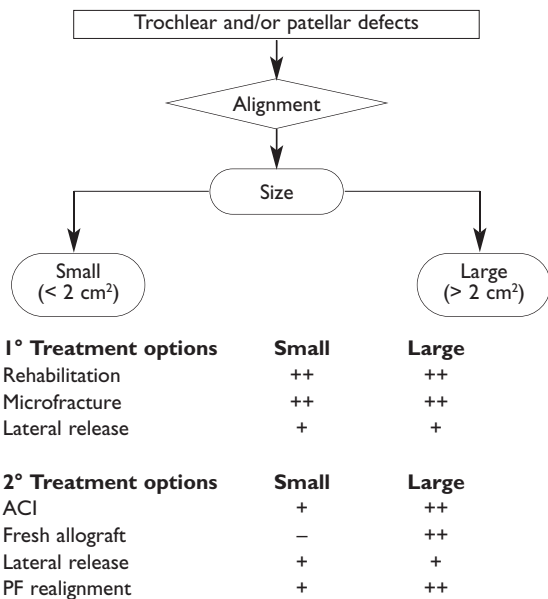 Trochlear and/or patellar defects
Alignment
Size
Small
(< 2 cm²)
Large
(> 2 cm²)
1° Treatment options Small Large
Rehabilitation ++ ++
Microfracture ++ ++
Lateral release + +
2° Treatment options Small Large
ACI + ++
Fresh allograft – ++
Lateral release + +
PF realignment + ++